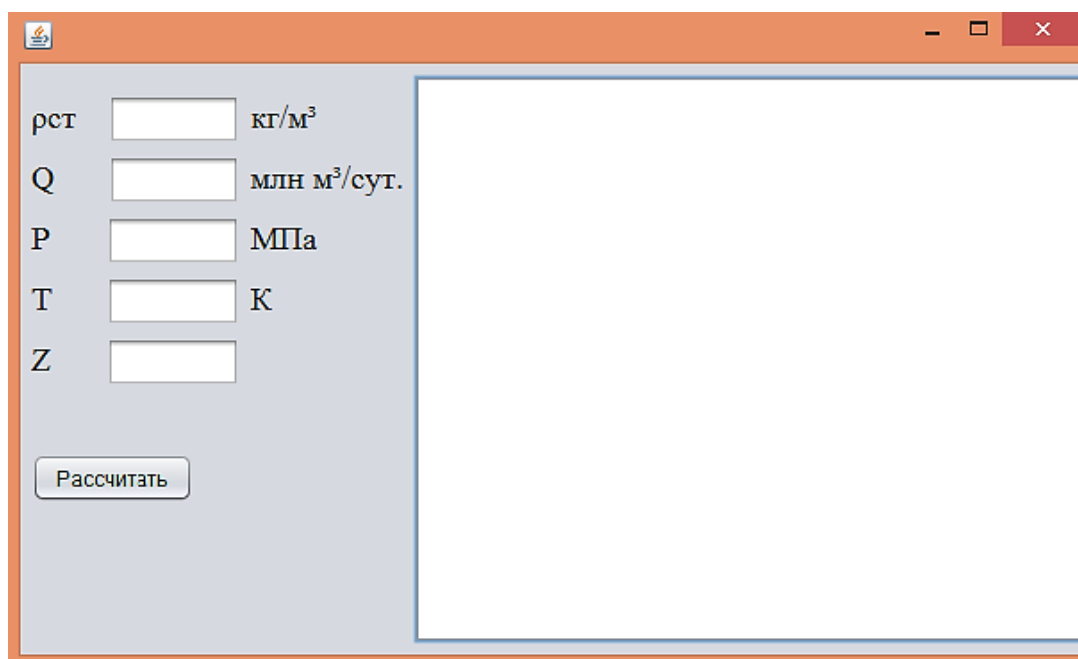 ρст кг/м³
Q млн м³/сут.
P МПа
T К
Z
Рассчитать